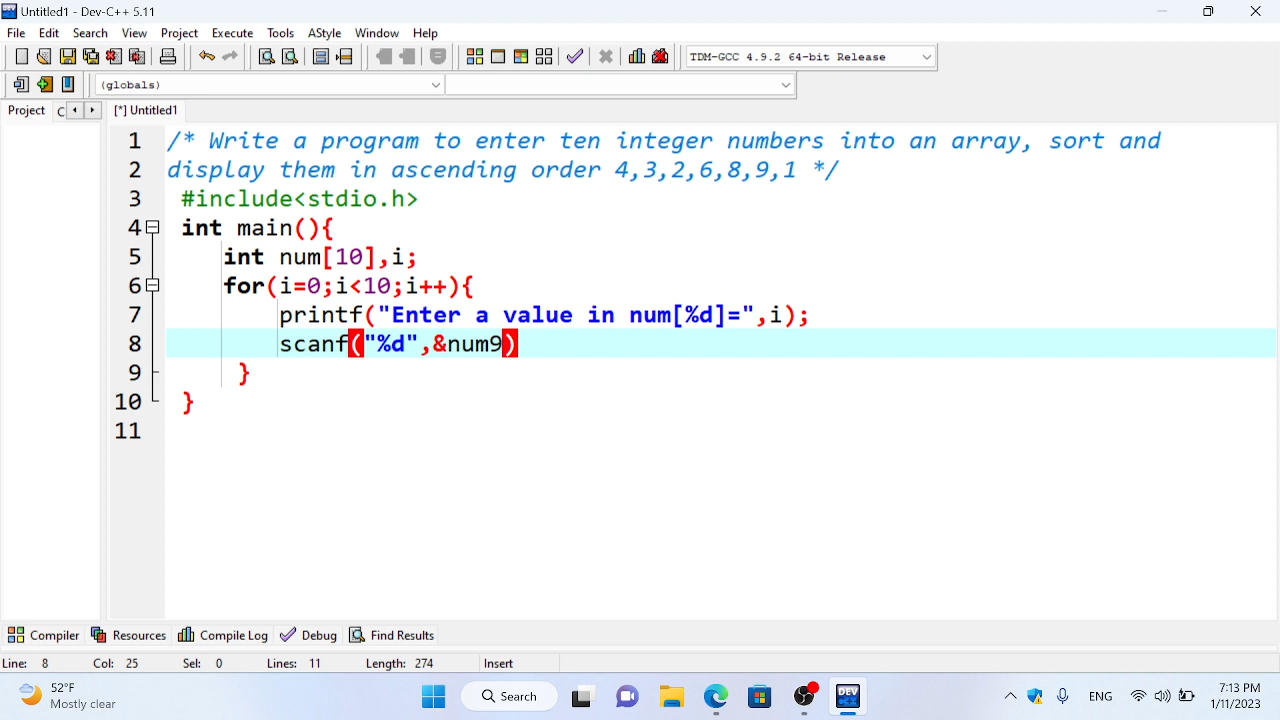 Untitled1 - Dev-C++ 5.11
File Edit Search View Project Execute Tools AStyle Window Help
TDM-GCC 4.9.2 64-bit Release
(globals)
Project C [*] Untitled1
1 /* Write a program to enter ten integer numbers into an array, sort and
2 display them in ascending order 4,3,2,6,8,9,1 */
3 #include<stdio.h>
4 int main(){
5 int num[10],i;
6 for(i=0;i<10;i++){
7 printf("Enter a value in num[%d]=",i);
8 scanf("%d",&num9)
9 }
10 }
11
Compiler Resources Compile Log Debug Find Results
Line: 8 Col: 25 Sel: 0 Lines: 11 Length: 274 Insert
52°F
Mostly clear
Search
DEV
ENG
7:13 PM
1/11/2023